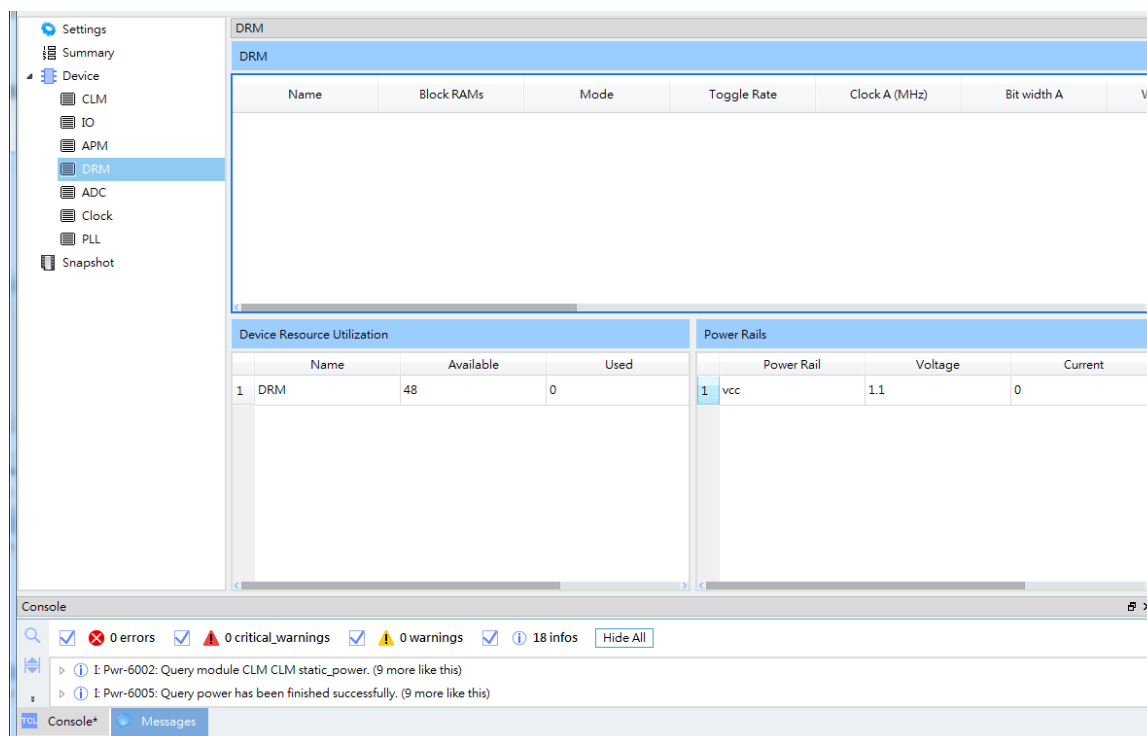 Settings
Summary
Device
CLM
IO
APM
DRM
ADC
Clock
PLL
Snapshot
DRM
DRM
Name Block RAMs Mode Toggle Rate Clock A (MHz) Bit width A
Device Resource Utilization
Name Available Used
1 DRM 48 0
Power Rails
Power Rail Voltage Current
1 vcc 1.1 0
Console
0 errors 0 critical_warnings 0 warnings 18 infos Hide All
I: Pwr-6002: Query module CLM CLM static_power. (9 more like this)
I: Pwr-6005: Query power has been finished successfully. (9 more like this)
TCL Console* Messages